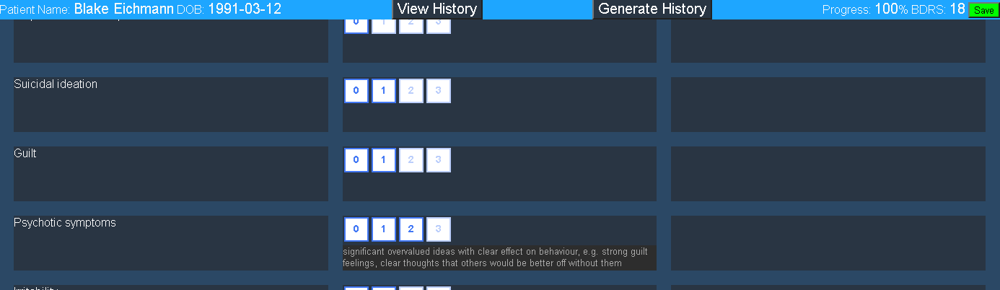 Patient Name: Blake Eichmann DOB: 1991-03-12 View History Generate History Progress: 100% BDRS: 18 Save
0 1 2 3
Suicidal ideation 0 1 2 3
Guilt 0 1 2 3
Psychotic symptoms 0 1 2 3
significant overvalued ideas with clear effect on behaviour, e.g. strong guilt
feelings, clear thoughts that others would be better off without them
Irritability